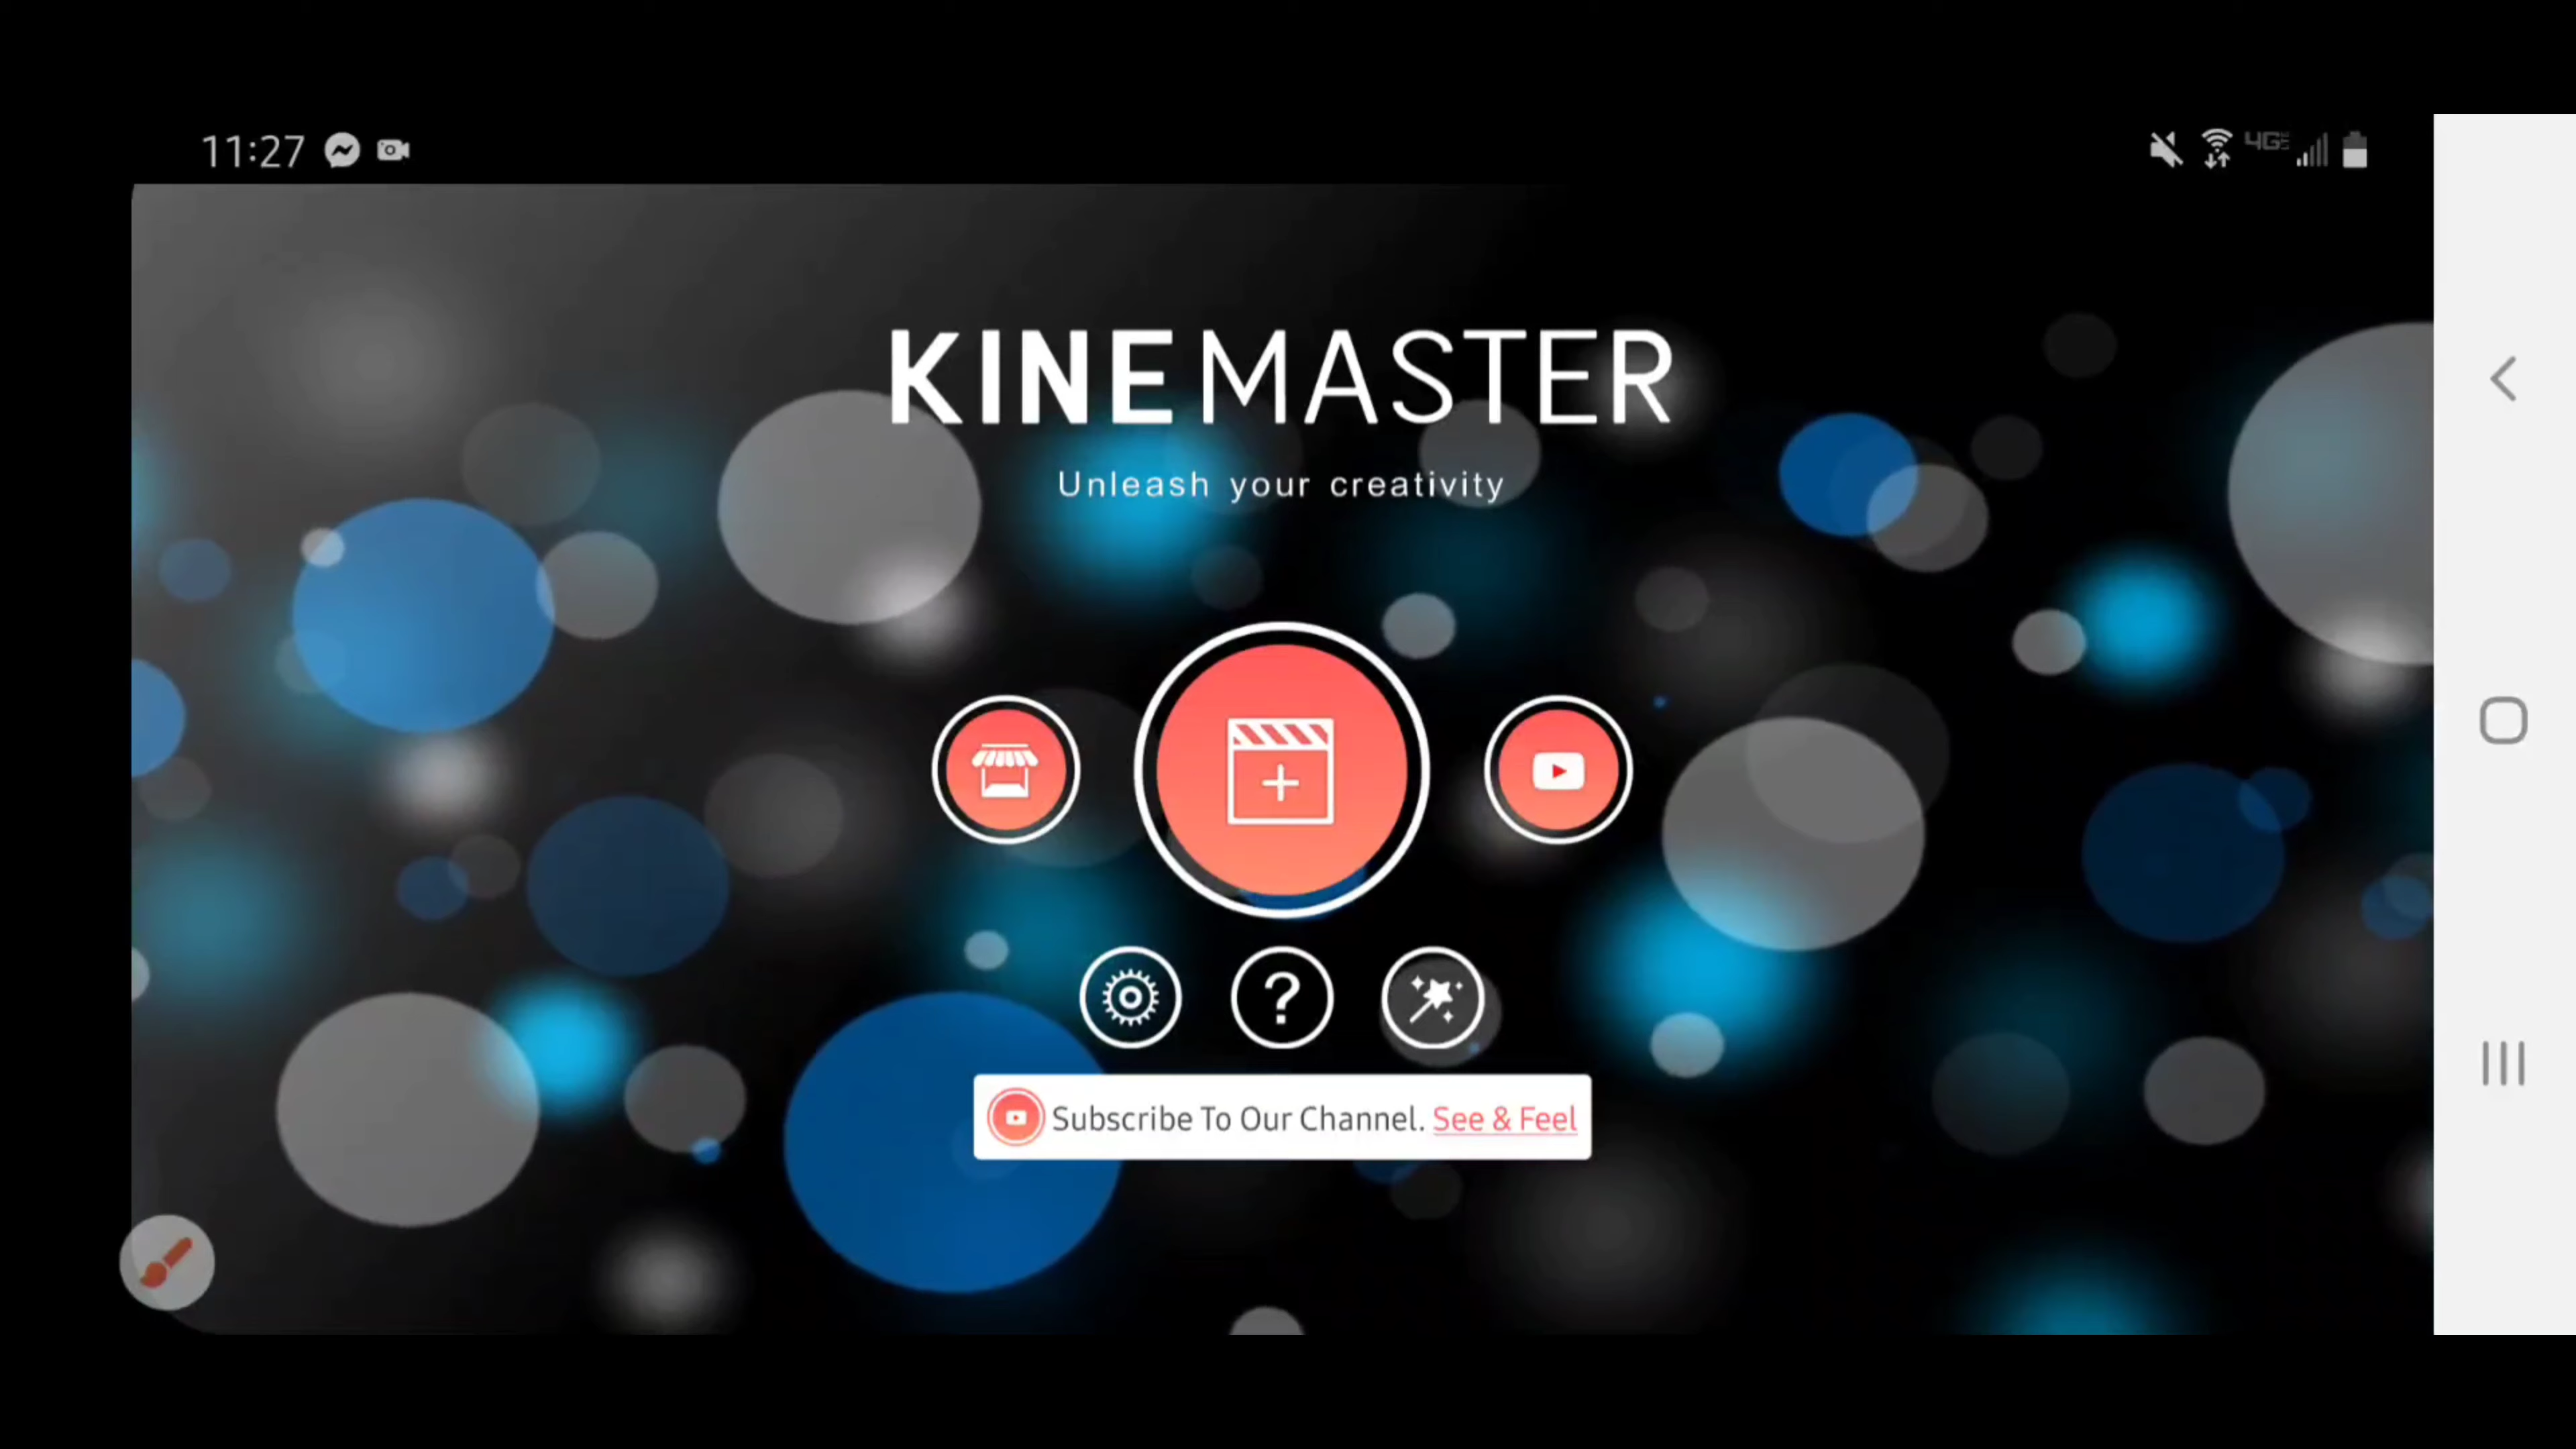 11:27
4G
KINEMASTER
Unleash your creativity
?
Subscribe To Our Channel. See & Feel